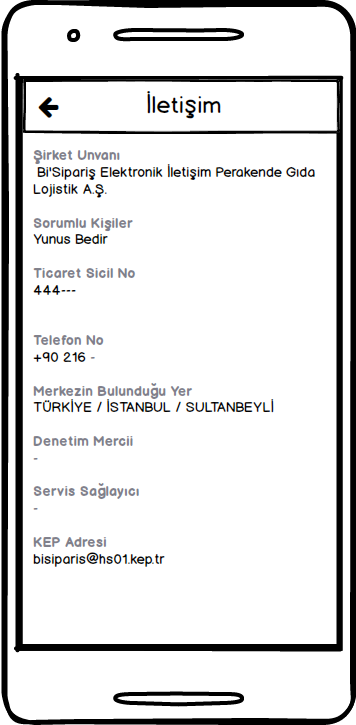 İletişim
Şirket Unvanı
Bi'Sipariş Elektronik İletişim Perakende Gıda
Lojistik A.Ş.
Sorumlu Kişiler
Yunus Bedir
Ticaret Sicil No
444---
Telefon No
+90 216 -
Merkezin Bulunduğu Yer
TÜRKİYE / İSTANBUL / SULTANBEYLİ
Denetim Mercii
-
Servis Sağlayıcı
-
KEP Adresi
bisiparis@hs01.kep.tr